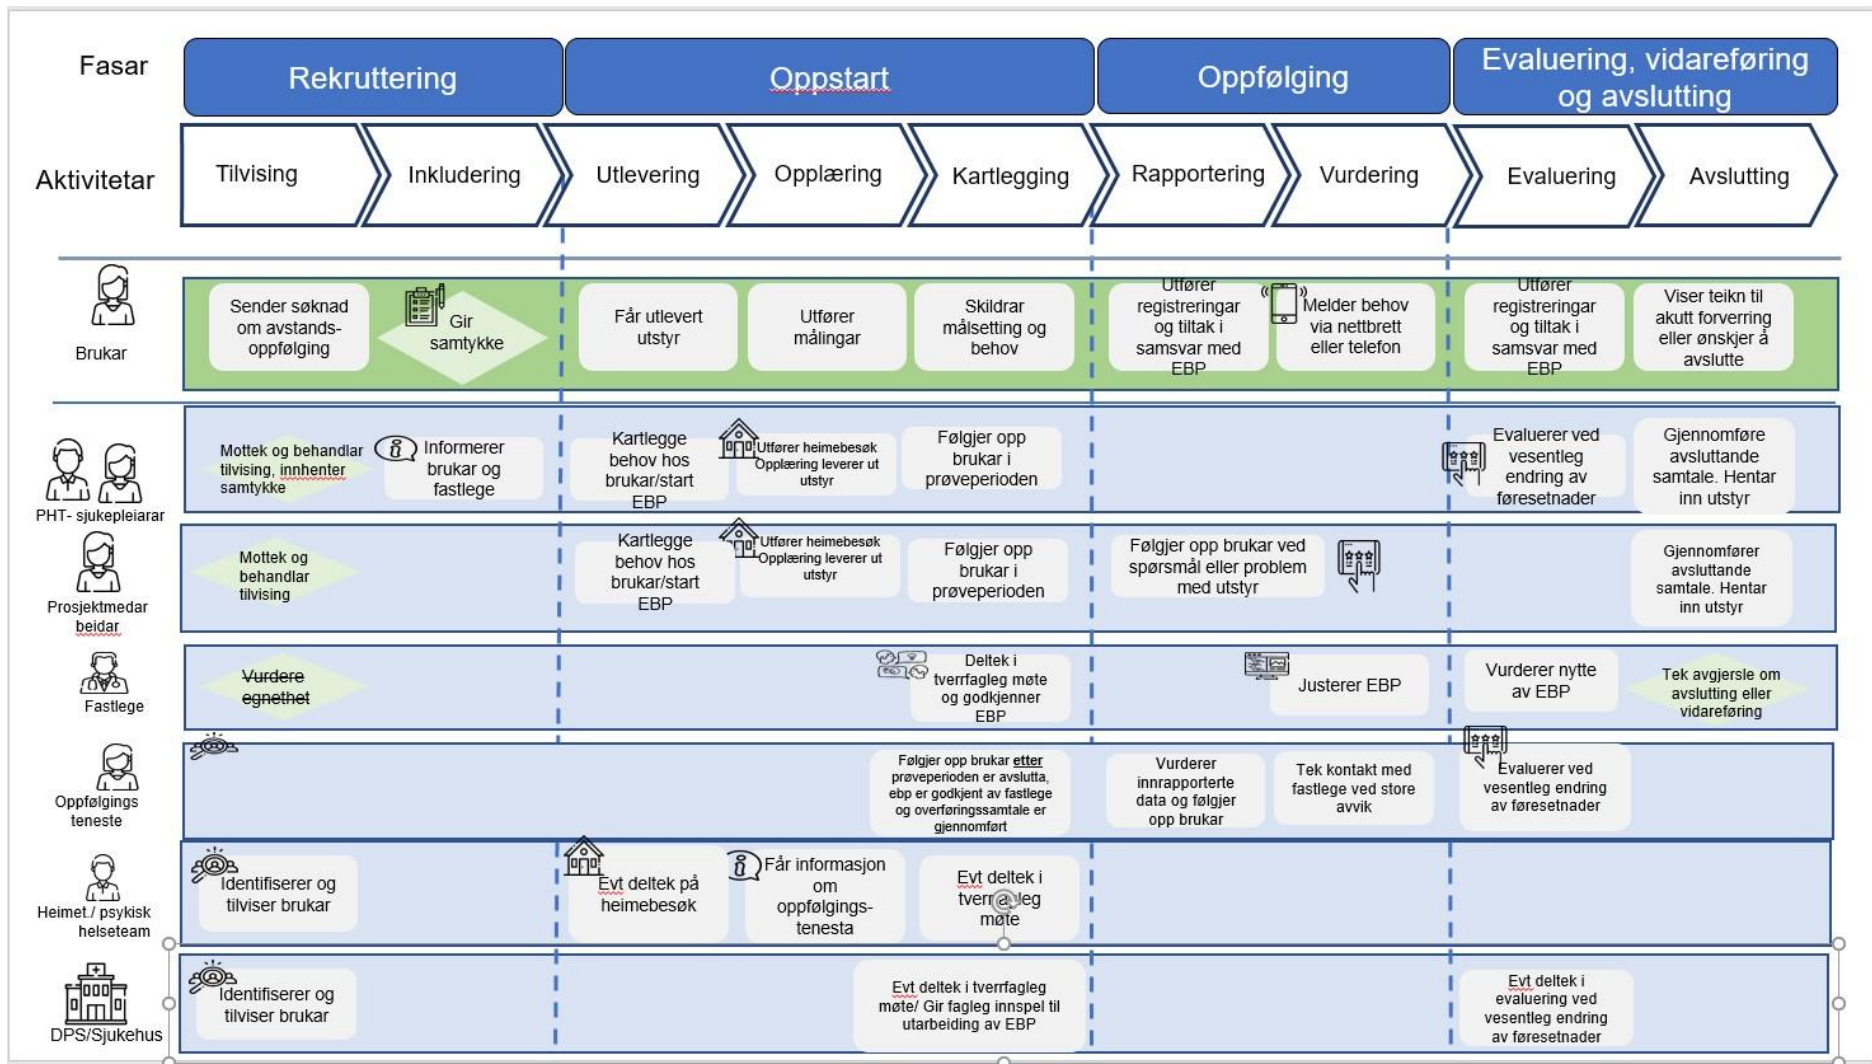 Fasar
Rekruttering
Oppstart
Oppfølging
Evaluering, vidareføring
og avslutting
Aktivitetar
Tilvising
Inkludering
Utlevering
Opplæring
Kartlegging
Rapportering
Vurdering
Evaluering
Avslutting
Brukar
Sender søknad
om avstands-
oppfølging
Gir
samtykke
Får utlevert
utstyr
Utfører
målingar
Skildrar
målsetting og
behov
Utfører
registreringar
og tiltak i
samsvar med
EBP
Melder behov
via nettbrett
eller telefon
Utfører
registreringar
og tiltak i
samsvar med
EBP
Viser teikn til
akutt forverring
eller ønskjer å
avslutte
PHT- sjukepleiarar
Mottek og behandlar
tilvising, innhenter
samtykke
Informerer
brukar og
fastlege
Kartlegge
behov hos
brukar/start
EBP
Utfører heimebesøk
Opplæring leverer ut
utstyr
Følgjer opp
brukar i
prøveperioden
Evaluerer ved
vesentleg
endring av
føresetnader
Gjennomføre
avsluttande
samtale. Hentar
inn utstyr
Prosjektmedar
beidar
Mottek og
behandlar
tilvising
Kartlegge
behov hos
brukar/start
EBP
Utfører heimebesøk
Opplæring leverer ut
utstyr
Følgjer opp
brukar i
prøveperioden
Følgjer opp brukar ved
spørsmål eller problem
med utstyr
Gjennomfører
avsluttande
samtale. Hentar
inn utstyr
Fastlege
Vurdere
egnethet
Deltek i
tverrfagleg møte
og godkjenner
EBP
Justerer EBP
Vurderer nytte
av EBP
Tek avgjersle om
avslutting eller
vidareføring
Oppfølgings
teneste
Følgjer opp brukar etter
prøveperioden er avslutta,
ebp er godkjent av fastlege
og overføringssamtale er
gjennomført
Vurderer
innrapporterte
data og følgjer
opp brukar
Tek kontakt med
fastlege ved store
avvik
Evaluerer ved
vesentleg endring
av føresetnader
Heimet./ psykisk
helseteam
Identifiserer og
tilviser brukar
Evt deltek på
heimebesøk
Får informasjon
om
oppfølgings-
tenesta
Evt deltek i
tverrfagleg
møte
DPS/Sjukehus
Identifiserer og
tilviser brukar
Evt deltek i tverrfagleg
møte/ Gir fagleg innspel til
utarbeiding av EBP
Evt deltek i
evaluering ved
vesentleg endring
av føresetnader